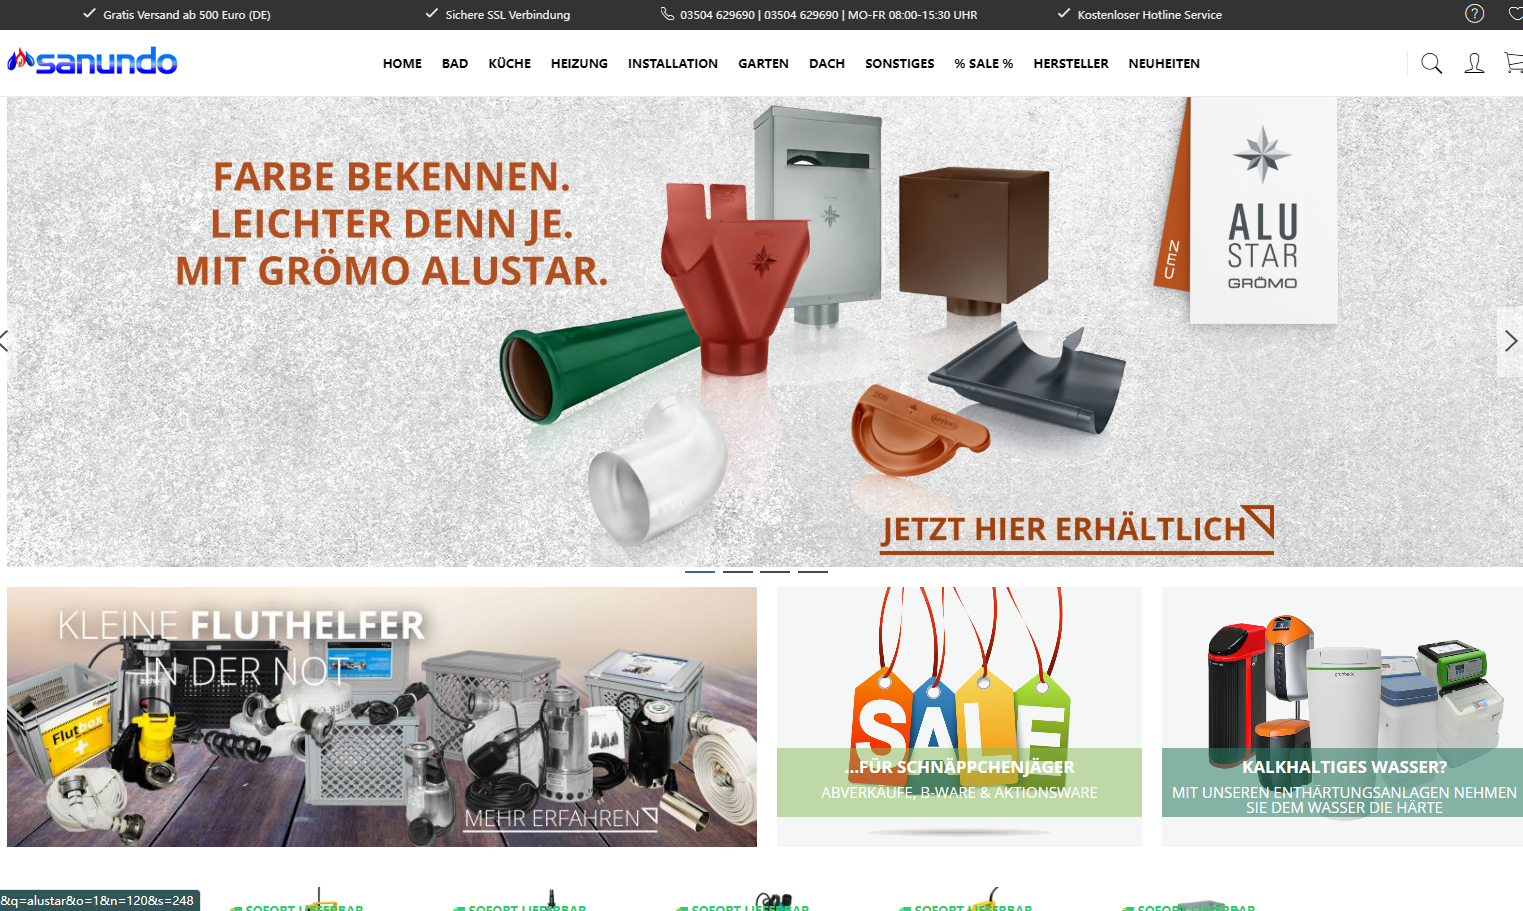 Gratis Versand ab 500 Euro (DE)
Sichere SSL Verbindung
03504 629690 | 03504 629690 | MO-FR 08:00-15:30 UHR
Kostenloser Hotline Service
?
sanundo
HOME BAD KÜCHE HEIZUNG INSTALLATION GARTEN DACH SONSTIGES % SALE % HERSTELLER NEUHEITEN
FARBE BEKENNEN.
LEICHTER DENN JE.
MIT GRÖMO ALUSTAR.
NEU
ALU
STAR
GRÖMO
JETZT HIER ERHÄLTLICH
KLEINE FLUTHELFER
IN DER NOT
Flutbox
MEHR ERFAHREN
SALE
...FÜR SCHNÄPPCHENJÄGER
ABVERKÄUFE, B-WARE & AKTIONSWARE
grünbeck
KALKHALTIGES WASSER?
MIT UNSEREN ENTHÄRTUNGSANLAGEN NEHMEN
SIE DEM WASSER DIE HÄRTE
&q=alustar&o=1&n=120&s=248
SOFORT LIEFERBAR
SOFORT LIEFERBAR
SOFORT LIEFERBAR
SOFORT LIEFERBAR
SOFORT LIEFERBAR